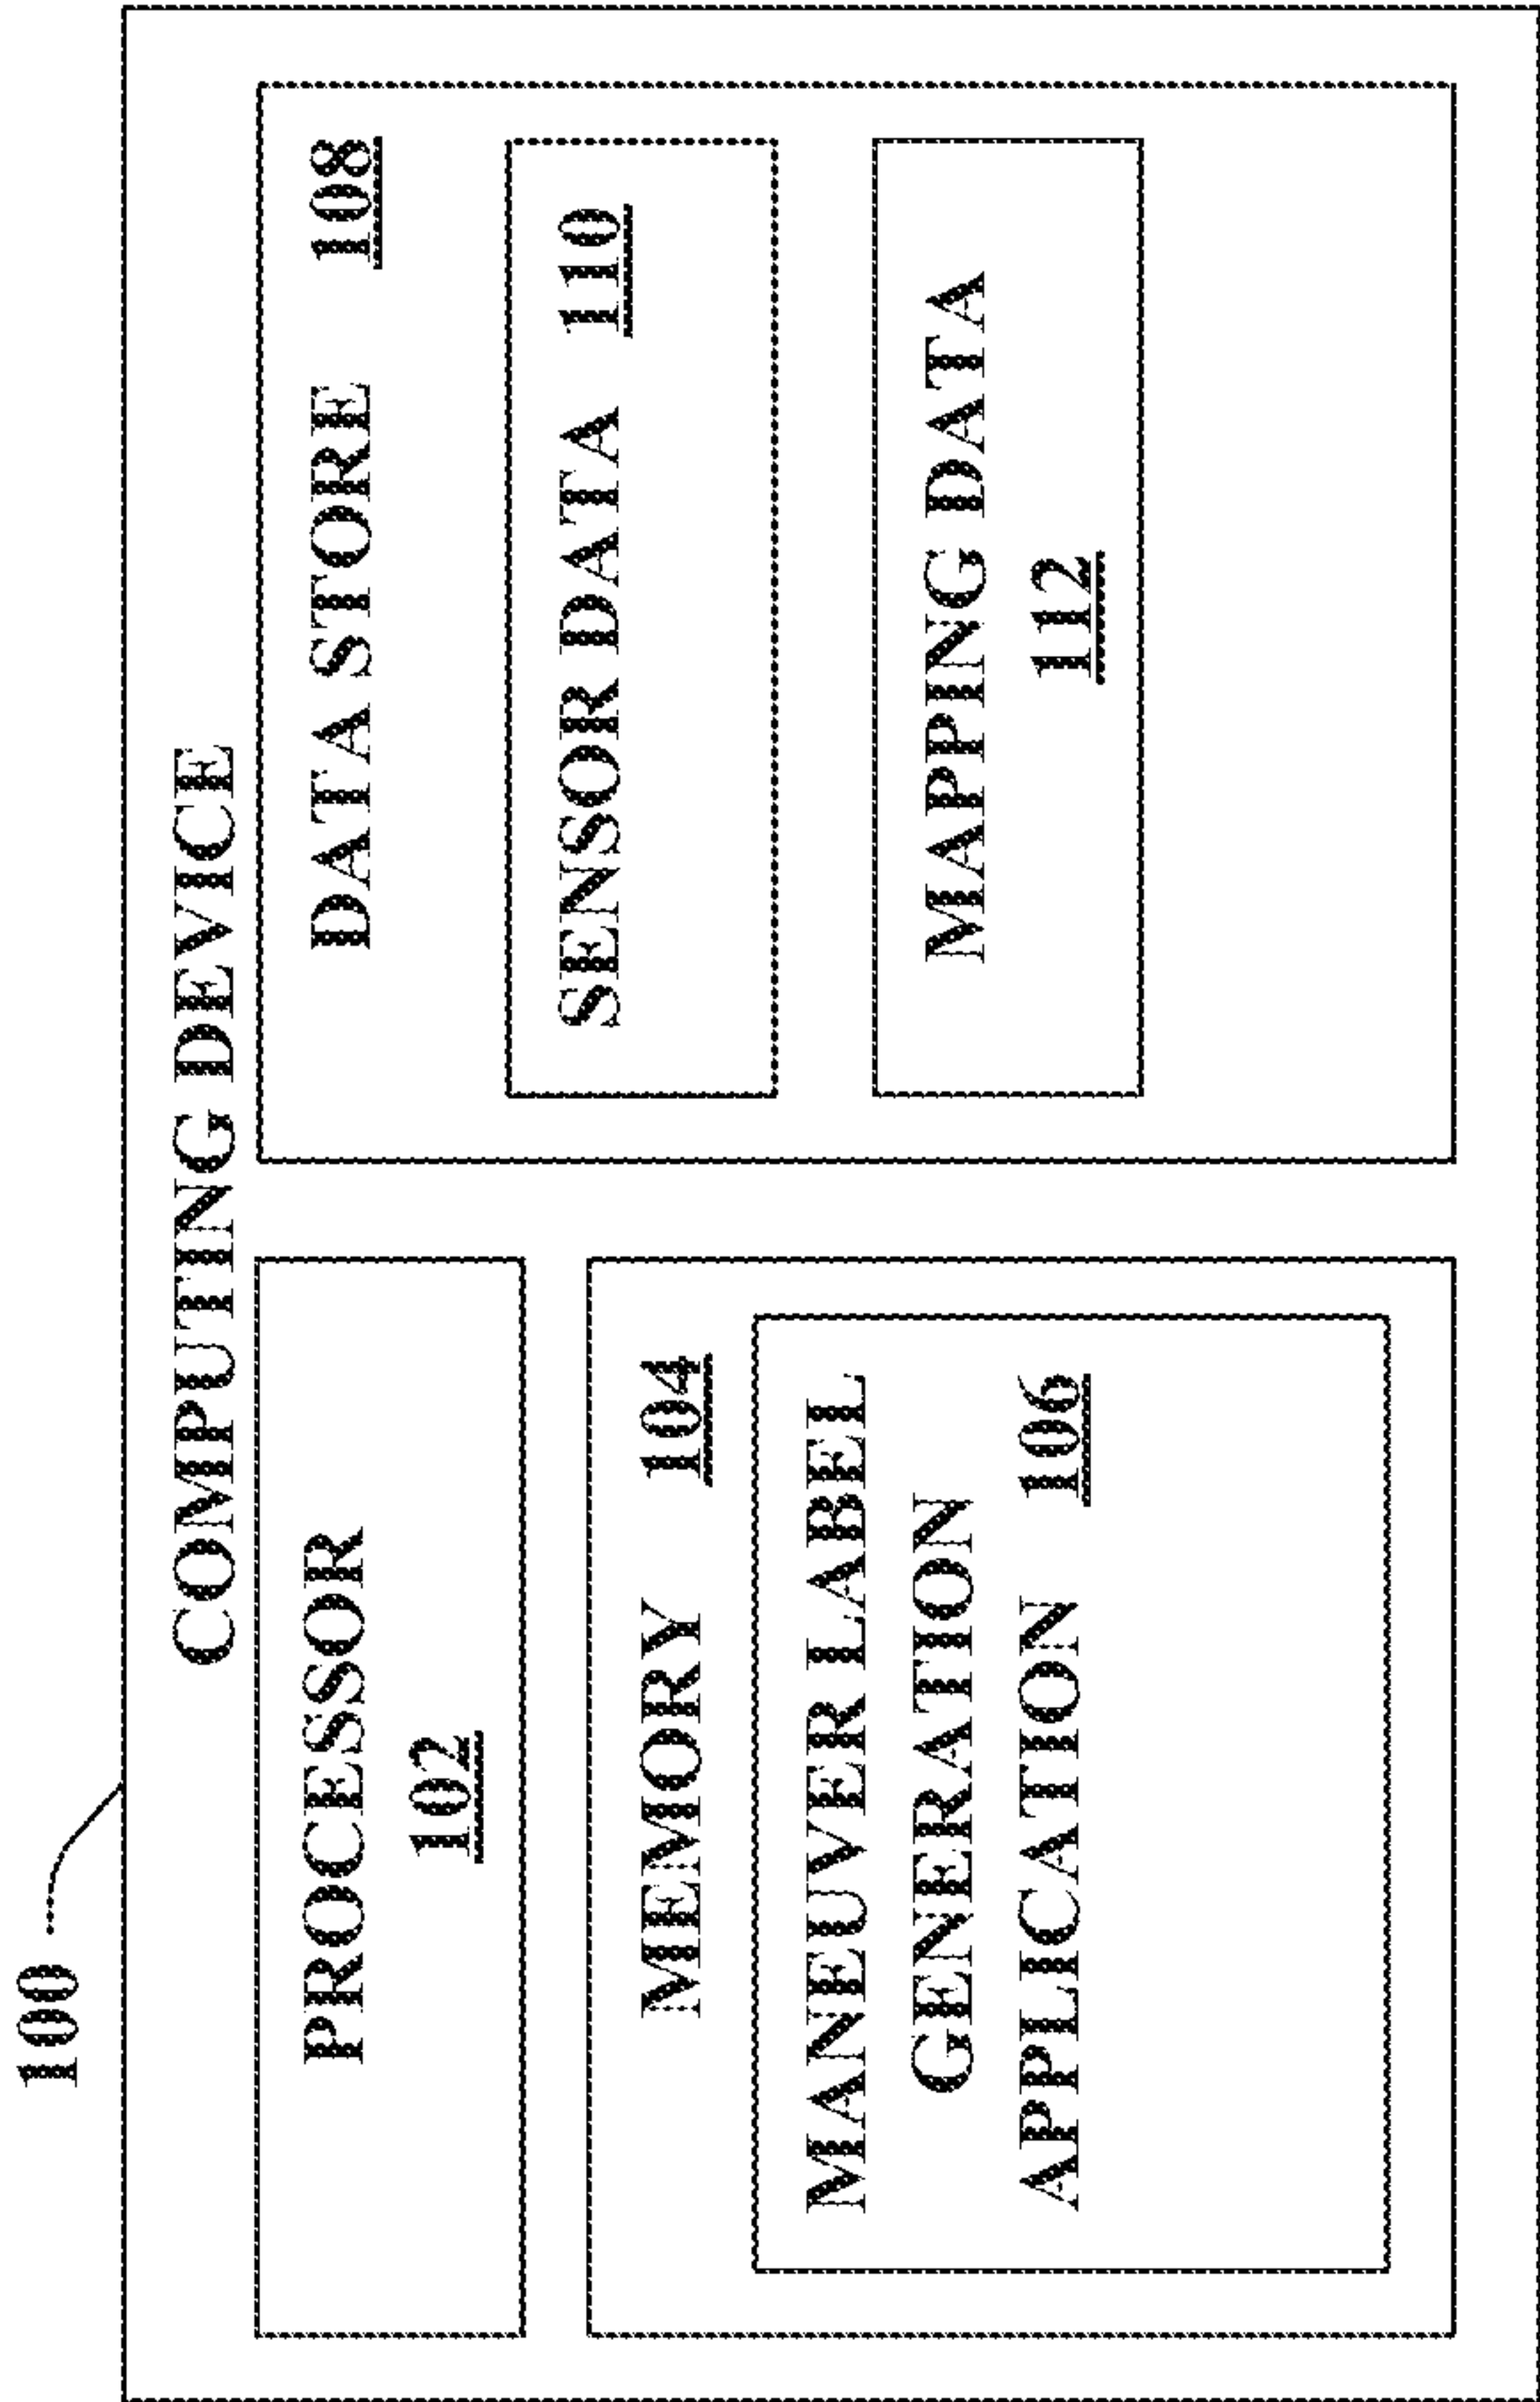 100
COMPUTING DEVICE
PROCESSOR
102
MEMORY 104
MANEUVER LABEL
GENERATION
APPLICATION 106
DATA STORE 108
SENSOR DATA 110
MAPPING DATA
112